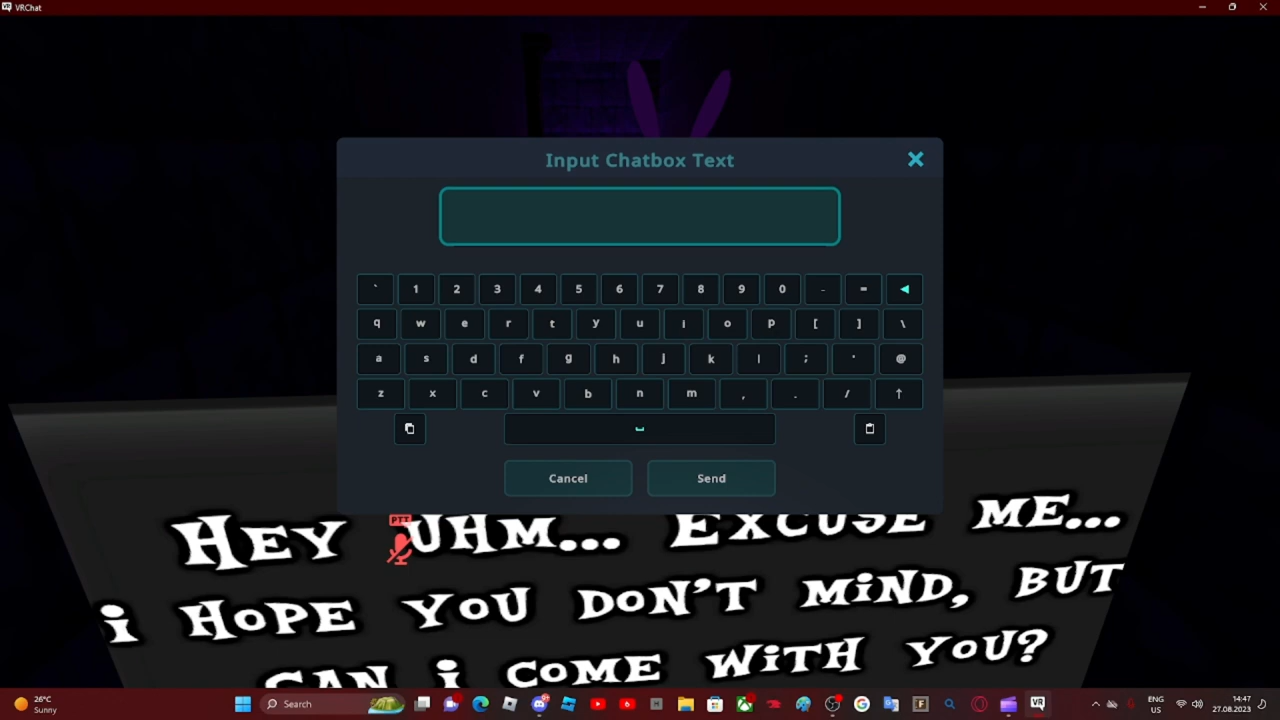 VRChat
Input Chatbox Text
` 1 2 3 4 5 6 7 8 9 0 - =
q w e r t y u i o p [ ] \
a s d f g h j k l ; ' @
z x c v b n m , . / ↑
Cancel Send
PTT
HEY UHM... EXCUSE ME...
i HOPE YOU DON'T MiND, BUT
CAN i COME WiTH YOU?
26°C
Sunny
Search
ENG
US
14:47
27.08.2023